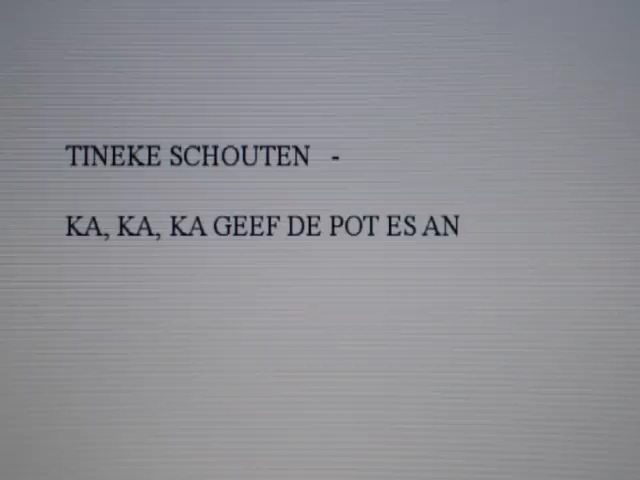 TINEKE SCHOUTEN -
KA, KA, KA GEEF DE POT ES AN